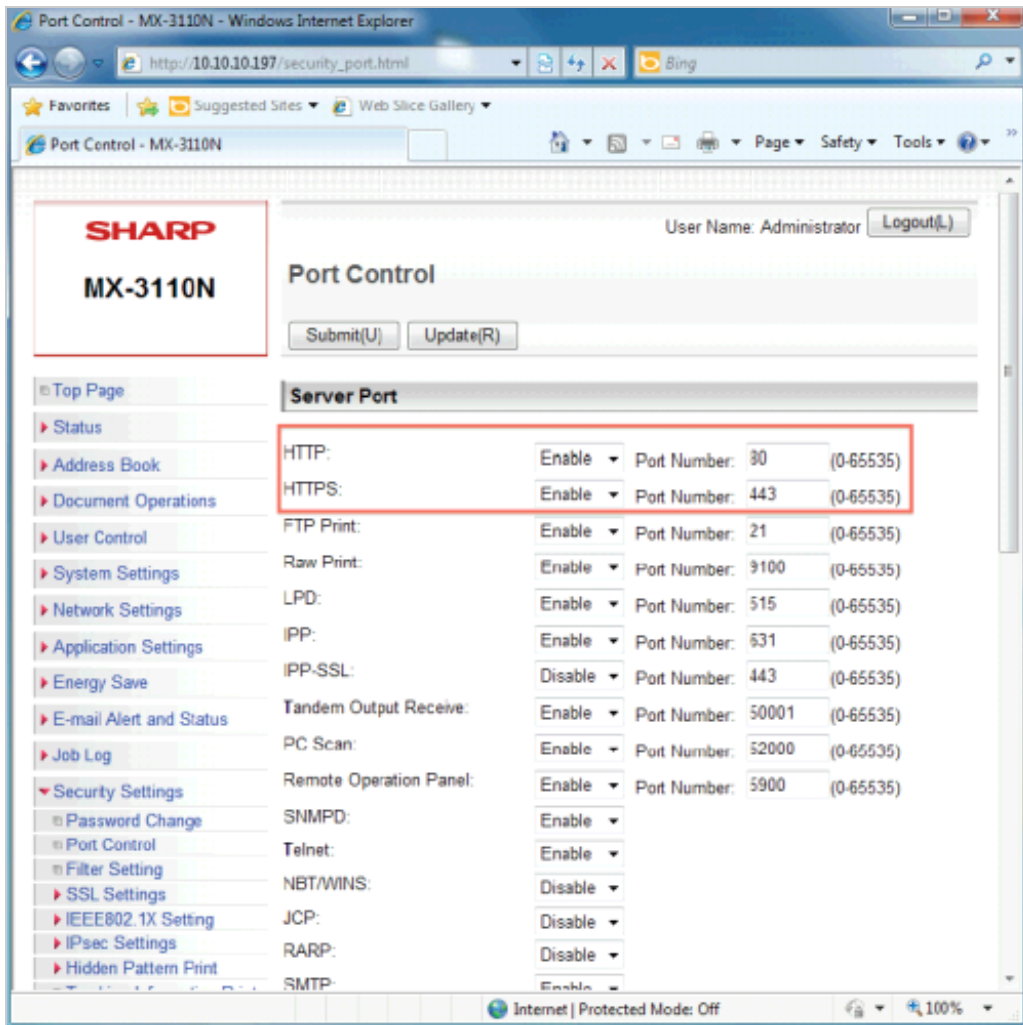 Port Control - MX-3110N - Windows Internet Explorer
http://10.10.10.197/security_port.html
Bing
Favorites Suggested Sites Web Slice Gallery
Port Control - MX-3110N Page Safety Tools
SHARP
MX-3110N
User Name: Administrator Logout(L)
Port Control
Submit(U) Update(R)
Top Page
Status
Address Book
Document Operations
User Control
System Settings
Network Settings
Application Settings
Energy Save
E-mail Alert and Status
Job Log
Security Settings
Password Change
Port Control
Filter Setting
SSL Settings
IEEE802.1X Setting
IPsec Settings
Hidden Pattern Print
Server Port
HTTP: Enable Port Number: 80 (0-65535)
HTTPS: Enable Port Number: 443 (0-65535)
FTP Print: Enable Port Number: 21 (0-65535)
Raw Print: Enable Port Number: 9100 (0-65535)
LPD: Enable Port Number: 515 (0-65535)
IPP: Enable Port Number: 631 (0-65535)
IPP-SSL: Disable Port Number: 443 (0-65535)
Tandem Output Receive: Enable Port Number: 50001 (0-65535)
PC Scan: Enable Port Number: 52000 (0-65535)
Remote Operation Panel: Enable Port Number: 5900 (0-65535)
SNMPD: Enable
Telnet: Enable
NBT/WINS: Disable
JCP: Disable
RARP: Disable
SMTP: Enable
Internet | Protected Mode: Off 100%